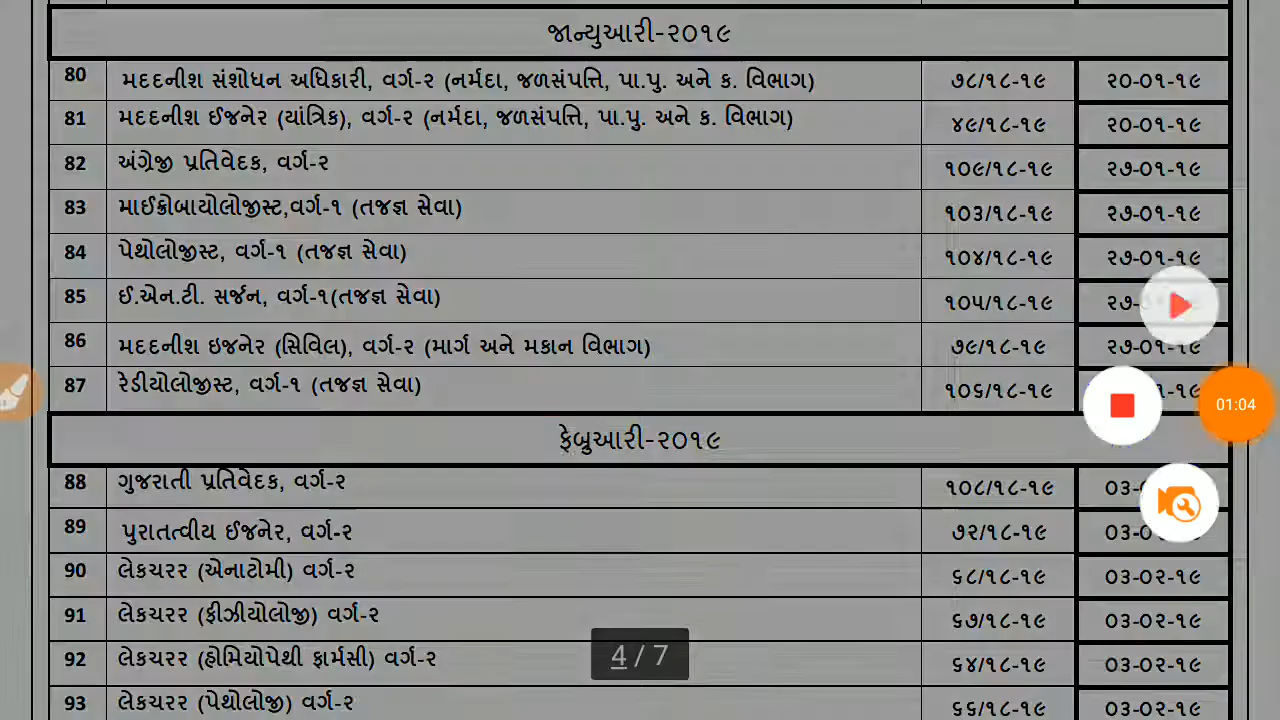 જાન્યુઆરી-૨૦૧૯
80 મદદનીશ સંશોધન અધિકારી, વર્ગ-૨ (નર્મદા, જળસંપત્તિ, પા.પુ. અને ક. વિભાગ) ૭૮/૧૮-૧૯ ૨૦-૦૧-૧૯
81 મદદનીશ ઈજનેર (યાંત્રિક), વર્ગ-૨ (નર્મદા, જળસંપત્તિ, પા.પુ. અને ક. વિભાગ) ૪૯/૧૮-૧૯ ૨૦-૦૧-૧૯
82 અંગ્રેજી પ્રતિવેદક, વર્ગ-૨ ૧૦૯/૧૮-૧૯ ૨૭-૦૧-૧૯
83 માઈક્રોબાયોલોજીસ્ટ,વર્ગ-૧ (તજજ્ઞ સેવા) ૧૦૩/૧૮-૧૯ ૨૭-૦૧-૧૯
84 પેથોલોજીસ્ટ, વર્ગ-૧ (તજજ્ઞ સેવા) ૧૦૪/૧૮-૧૯ ૨૭-૦૧-૧૯
85 ઈ.એન.ટી. સર્જન, વર્ગ-૧(તજજ્ઞ સેવા) ૧૦૫/૧૮-૧૯ ૨૭-
86 મદદનીશ ઇજનેર (સિવિલ), વર્ગ-૨ (માર્ગ અને મકાન વિભાગ) ૭૯/૧૮-૧૯ ૨૭-૦૧-૧૯
87 રેડીયોલોજીસ્ટ, વર્ગ-૧ (તજજ્ઞ સેવા) ૧૦૬/૧૮-૧૯
01:04
ફેબ્રુઆરી-૨૦૧૯
88 ગુજરાતી પ્રતિવેદક, વર્ગ-૨ ૧૦૮/૧૮-૧૯ ૦૩-
89 પુરાતત્વીય ઈજનેર, વર્ગ-૨ ૭૨/૧૮-૧૯ ૦૩-૦
90 લેકચરર (એનાટોમી) વર્ગ-૨ ૬૮/૧૮-૧૯ ૦૩-૦૨-૧૯
91 લેકચરર (ફીઝીયોલોજી) વર્ગ-૨ ૬૭/૧૮-૧૯ ૦૩-૦૨-૧૯
92 લેકચરર (હોમિયોપેથી ફાર્મસી) વર્ગ-૨ ૬૪/૧૮-૧૯ ૦૩-૦૨-૧૯
4 / 7
93 લેકચરર (પેથોલોજી) વર્ગ-૨ ૬૬/૧૮-૧૯ ૦૩-૦૨-૧૯